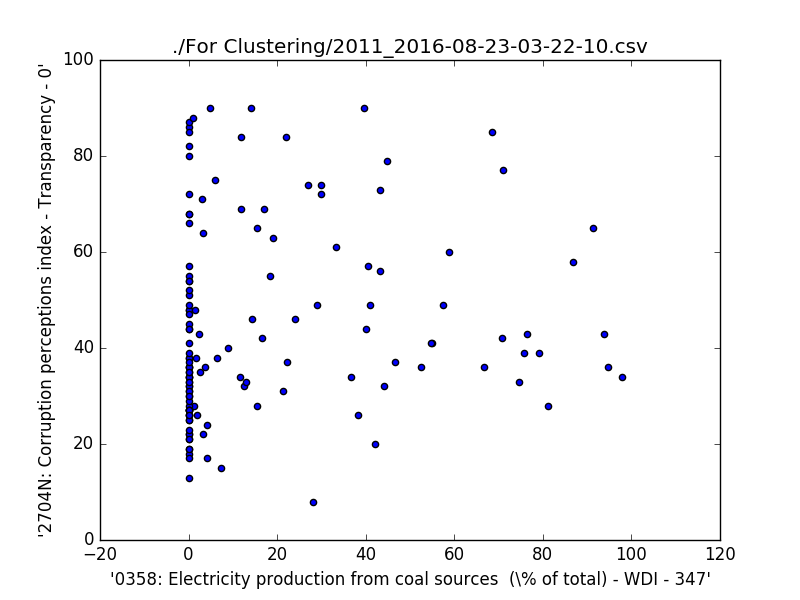 ./For Clustering/2011_2016-08-23-03-22-10.csv
100
80
60
40
20
0
'2704N: Corruption perceptions index - Transparency - 0'
−20 0 20 40 60 80 100 120
'0358: Electricity production from coal sources  (\% of total) - WDI - 347'